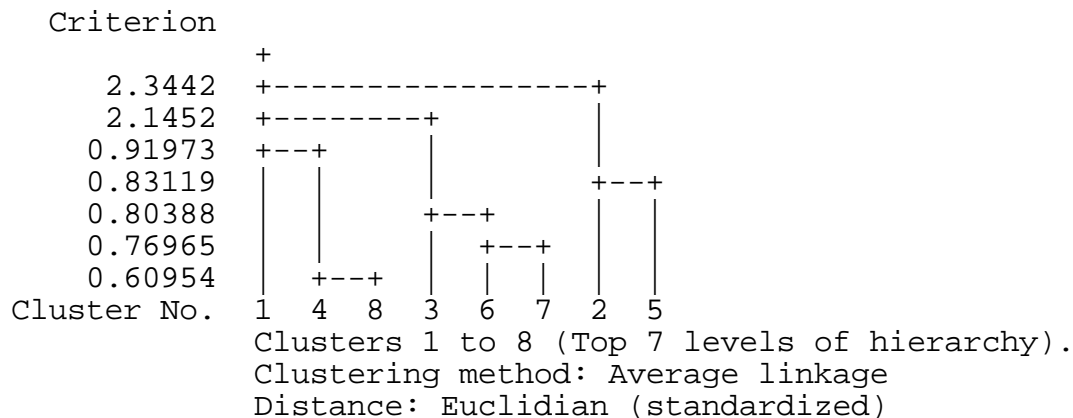 Criterion
2.3442
2.1452
0.91973
0.83119
0.80388
0.76965
0.60954
Cluster No. 1 4 8 3 6 7 2 5
Clusters 1 to 8 (Top 7 levels of hierarchy).
Clustering method: Average linkage
Distance: Euclidian (standardized)